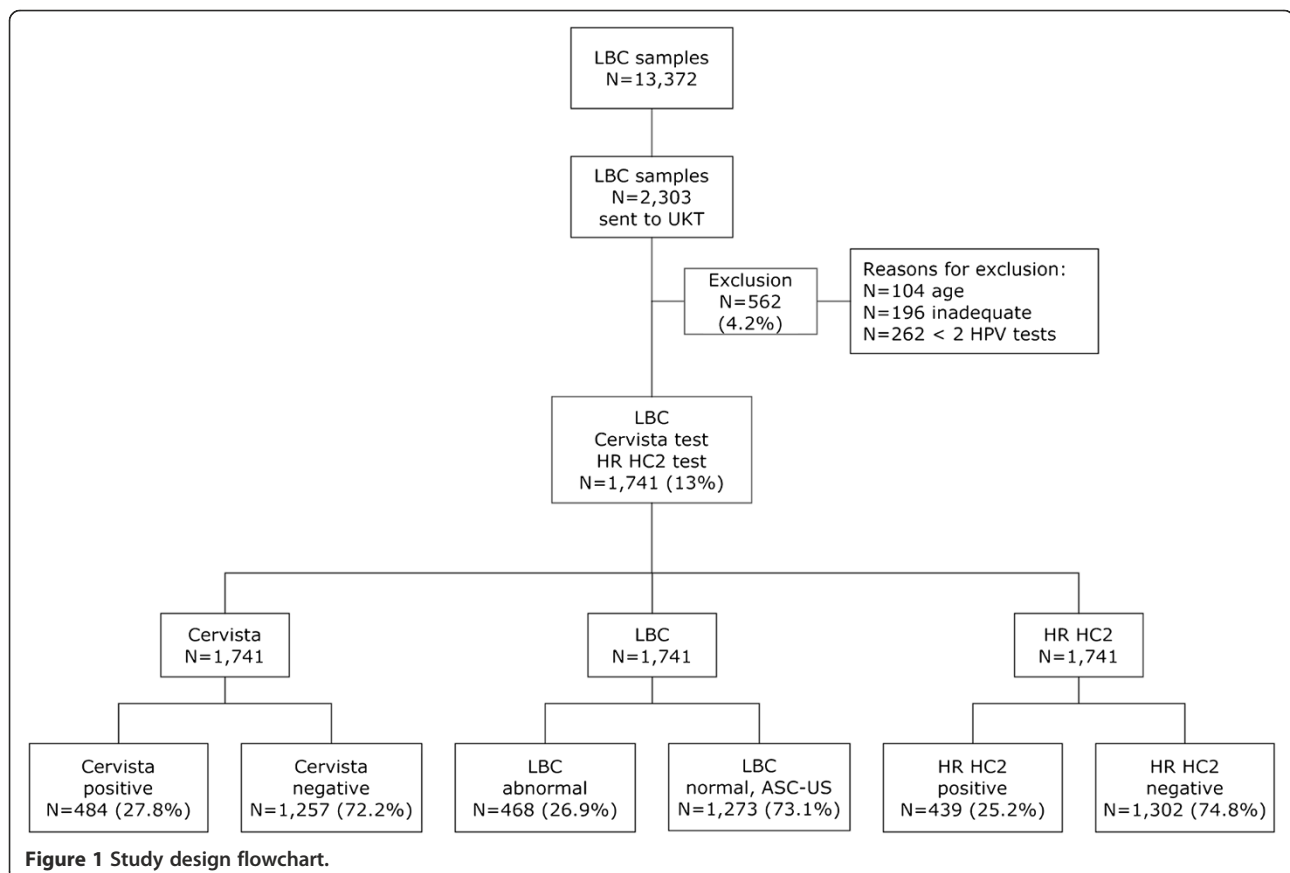 LBC samples
N=13,372
LBC samples
N=2,303
sent to UKT
Exclusion
N=562
(4.2%)
Reasons for exclusion:
N=104 age
N=196 inadequate
N=262 < 2 HPV tests
LBC
Cervista test
HR HC2 test
N=1,741 (13%)
Cervista
N=1,741
LBC
N=1,741
HR HC2
N=1,741
Cervista
positive
N=484 (27.8%)
Cervista
negative
N=1,257 (72.2%)
LBC
abnormal
N=468 (26.9%)
LBC
normal, ASC-US
N=1,273 (73.1%)
HR HC2
positive
N=439 (25.2%)
HR HC2
negative
N=1,302 (74.8%)
Figure 1 Study design flowchart.